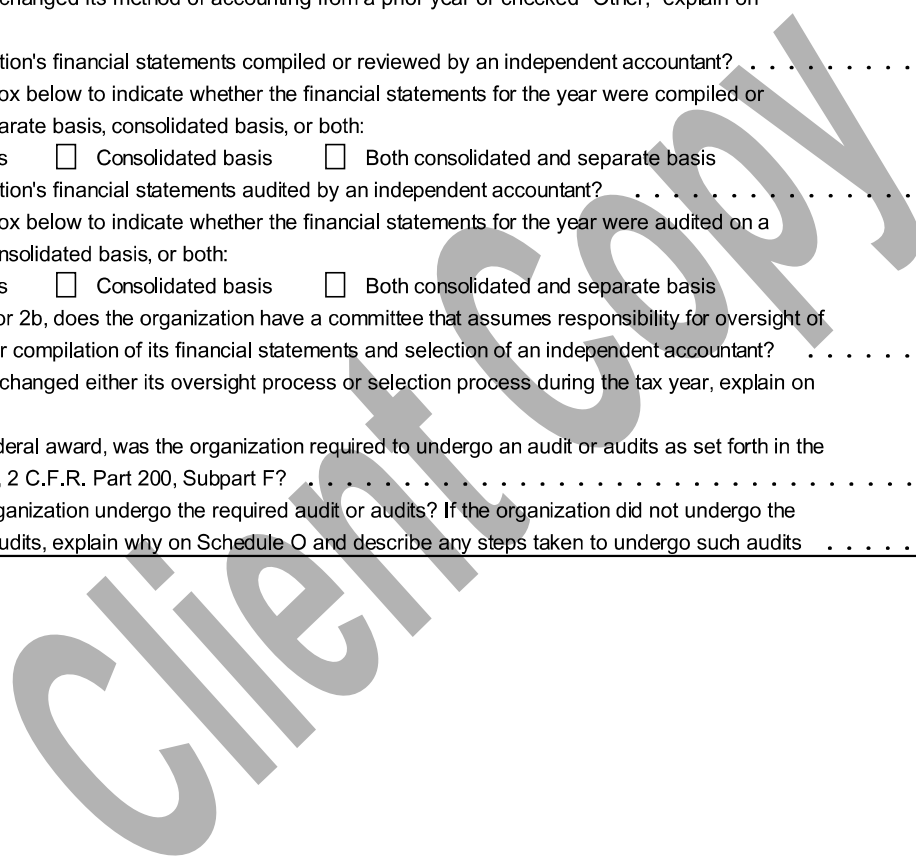 changed its method of accounting from a prior year or checked "Other," explain on
tion's financial statements compiled or reviewed by an independent accountant? . . . . . . . . .
ox below to indicate whether the financial statements for the year were compiled or
arate basis, consolidated basis, or both:
s ☐ Consolidated basis ☐ Both consolidated and separate basis
tion's financial statements audited by an independent accountant? . . . . . . . . . . . . . . .
ox below to indicate whether the financial statements for the year were audited on a
nsolidated basis, or both:
s ☐ Consolidated basis ☐ Both consolidated and separate basis
or 2b, does the organization have a committee that assumes responsibility for oversight of
r compilation of its financial statements and selection of an independent accountant? . . . . . .
changed either its oversight process or selection process during the tax year, explain on
deral award, was the organization required to undergo an audit or audits as set forth in the
, 2 C.F.R. Part 200, Subpart F? . . . . . . . . . . . . . . . . . . . . . . . . . . . . . . . .
ganization undergo the required audit or audits? If the organization did not undergo the
udits, explain why on Schedule O and describe any steps taken to undergo such audits . . . . .
Client Copy